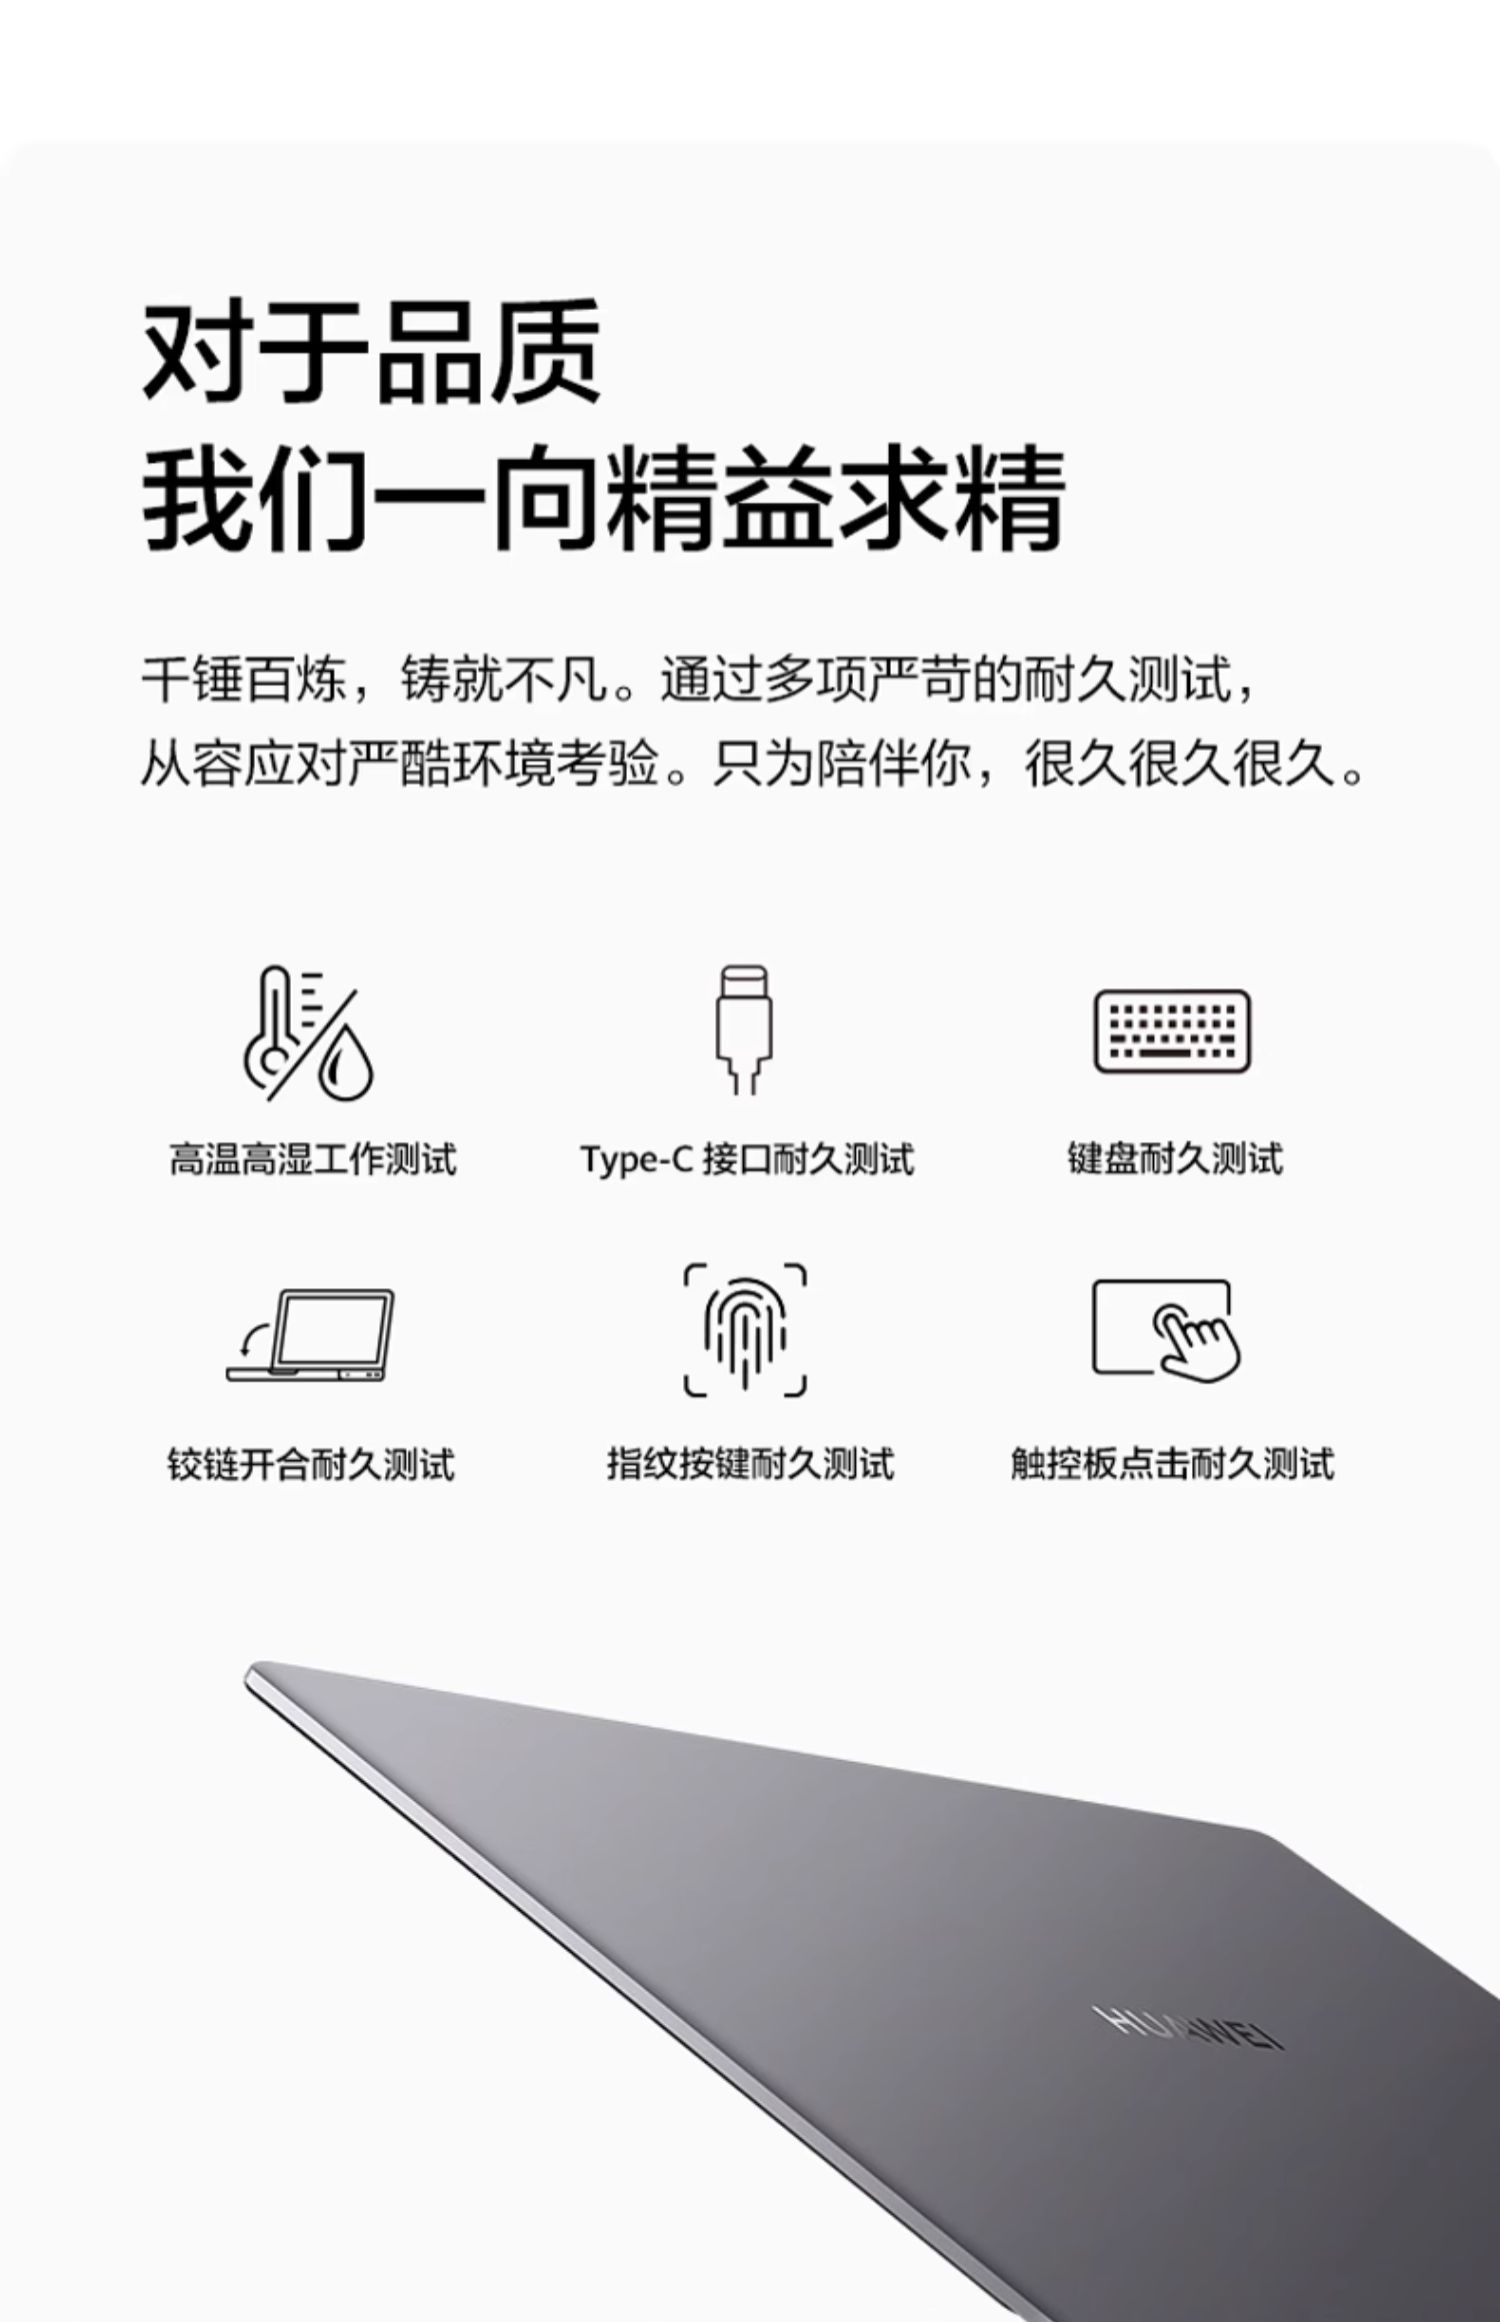 对于品质
我们一向精益求精
千锤百炼，铸就不凡。通过多项严苛的耐久测试，
从容应对严酷环境考验。只为陪伴你，很久很久很久。
高温高湿工作测试
Type-C 接口耐久测试
键盘耐久测试
铰链开合耐久测试
指纹按键耐久测试
触控板点击耐久测试
HUAWEI